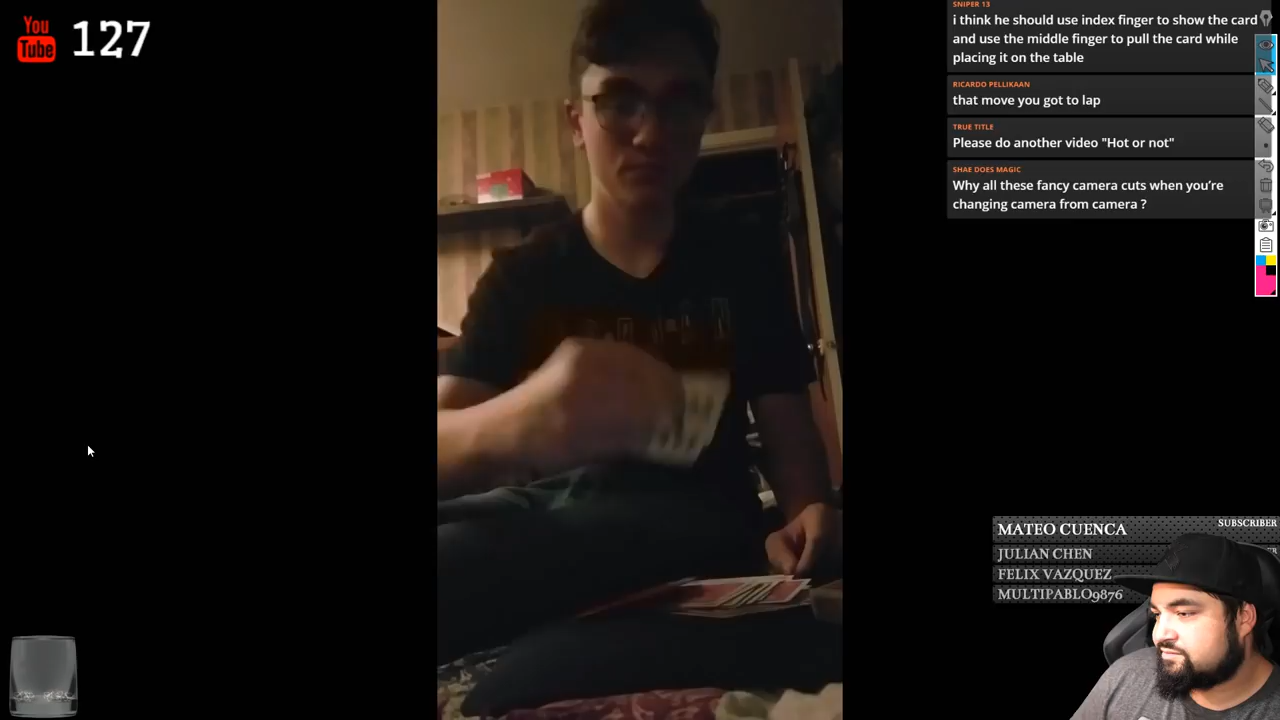 You
Tube
127
SNIPER 13
i think he should use index finger to show the card
and use the middle finger to pull the card while
placing it on the table
RICARDO PELLIKAAN
that move you got to lap
TRUE TITLE
Please do another video "Hot or not"
SHAE DOES MAGIC
Why all these fancy camera cuts when you're
changing camera from camera ?
SUBSCRIBER
MATEO CUENCA
JULIAN CHEN
FELIX VAZQUEZ
MULTIPABLO9876